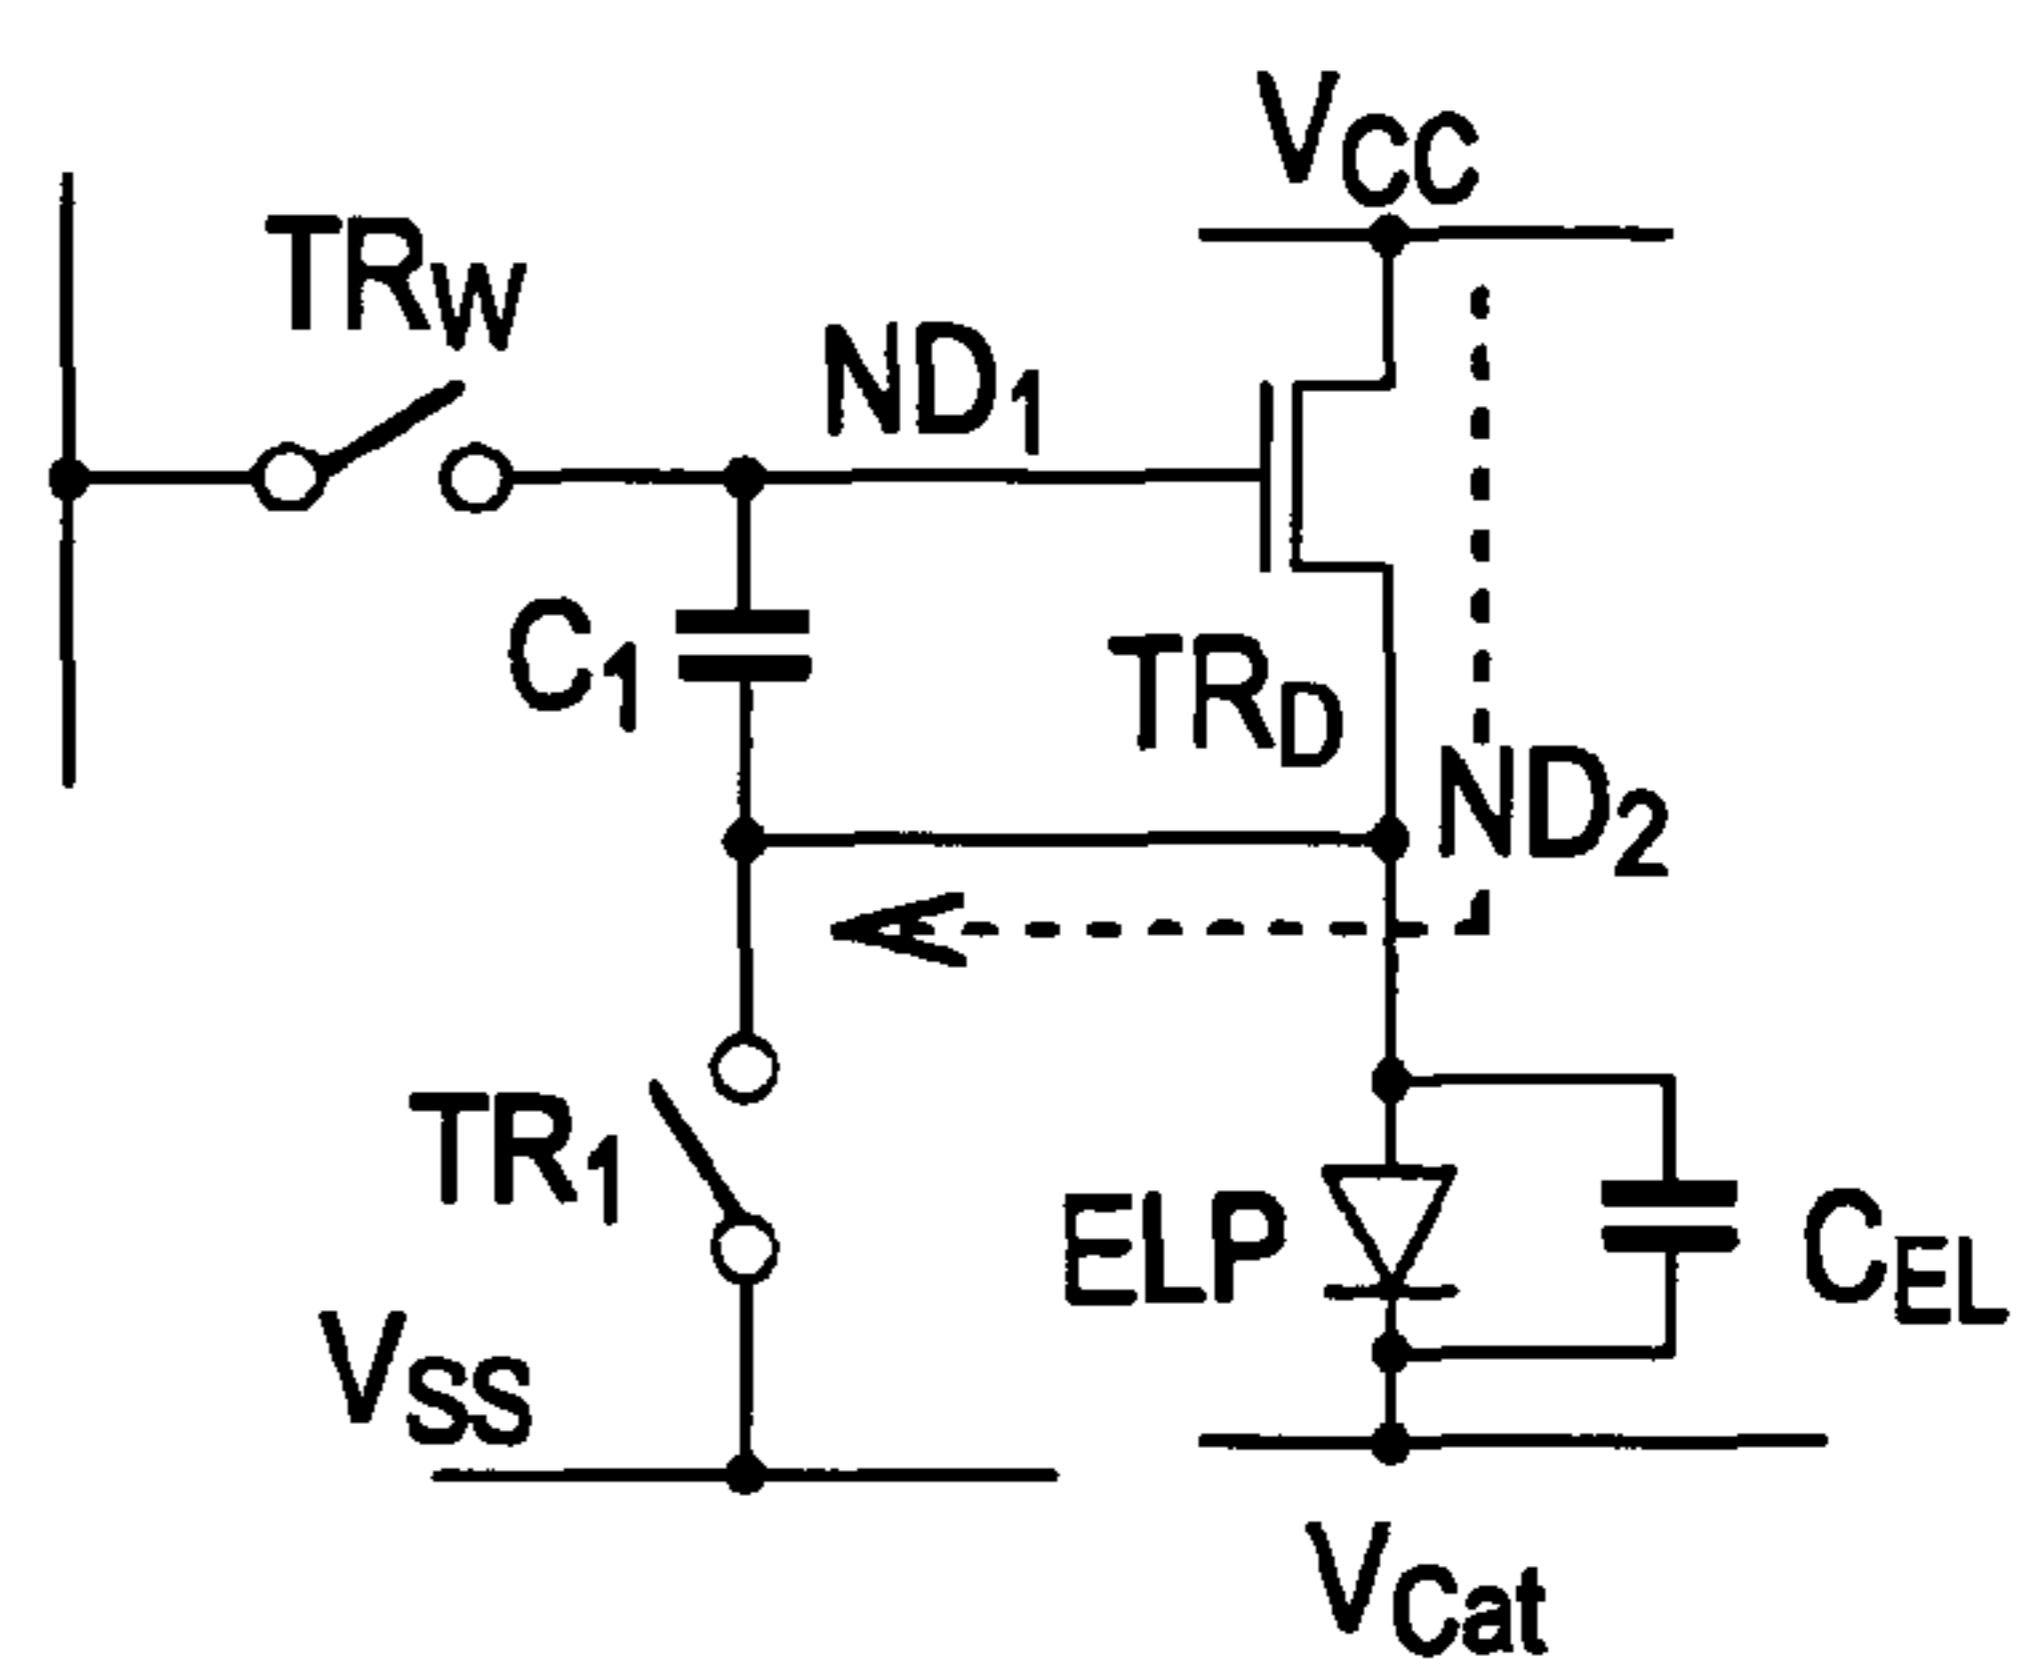 VCC
TRW
ND1
C1
TRD
ND2
TR1
ELP
CEL
VSS
VCat